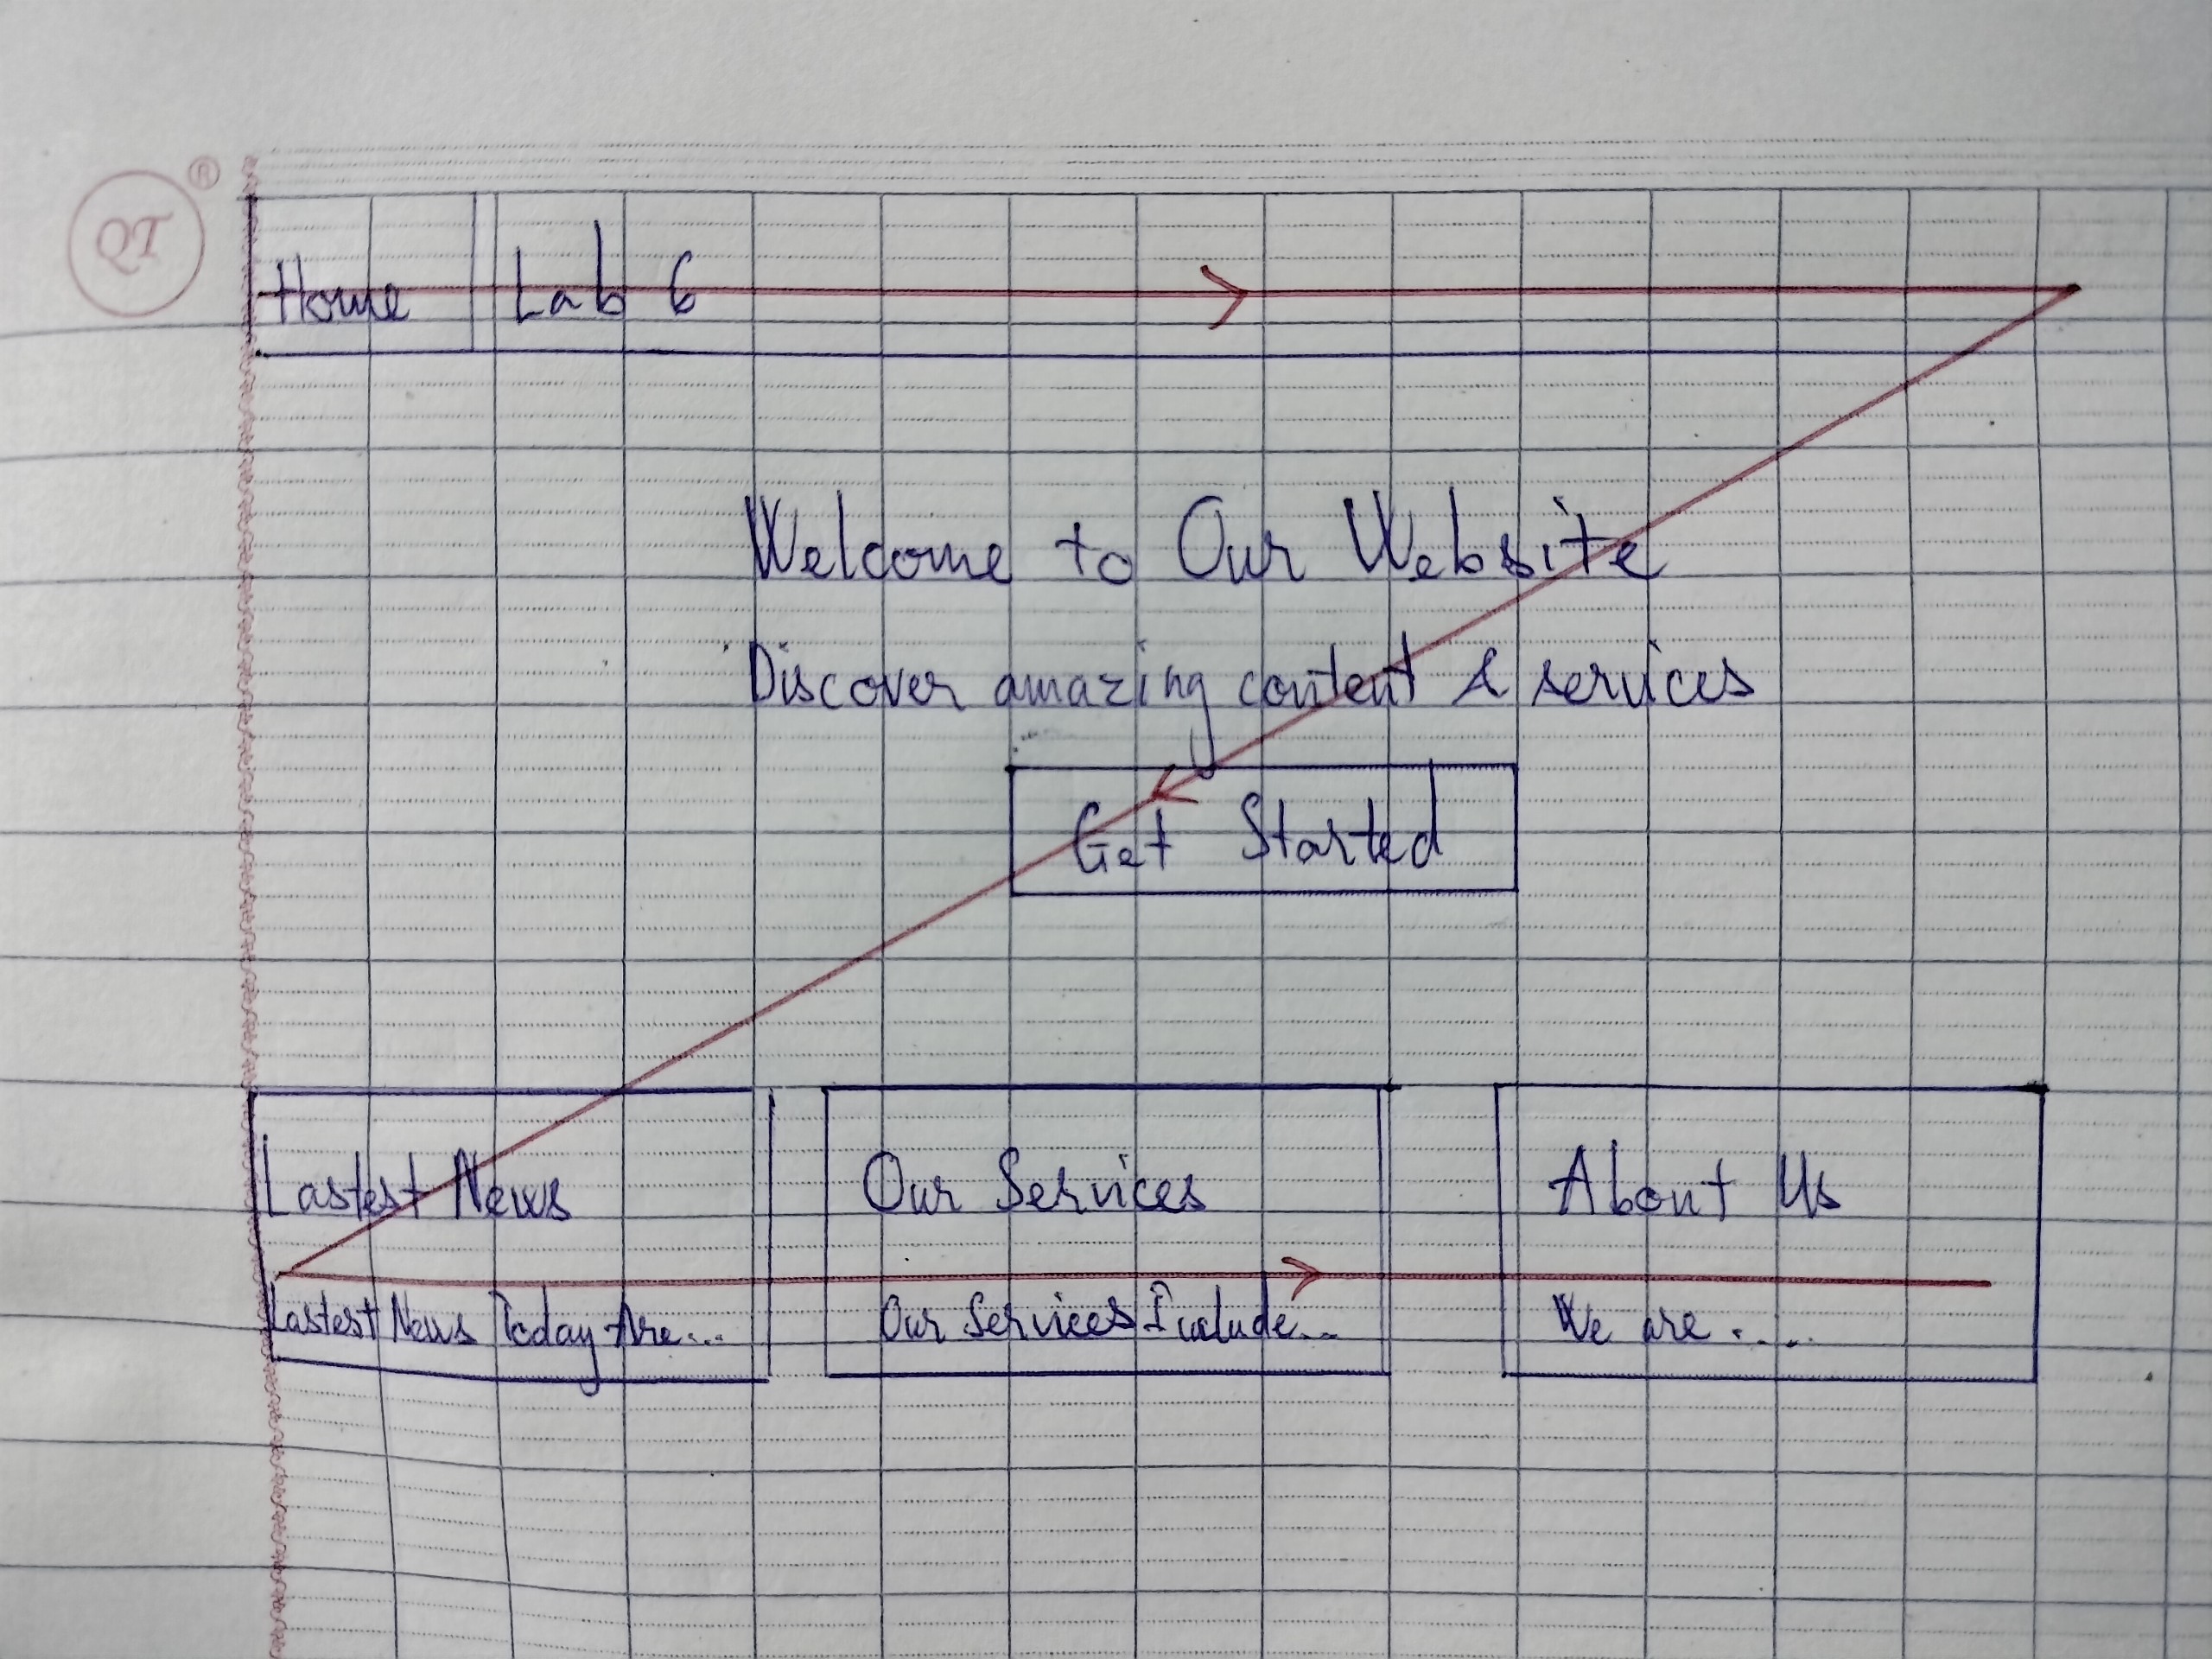 QT ®
Home Lab 6
Welcome to Our Website
Discover amazing content & services
Get Started
Lastest News
Our Services
About Us
Lastest News Today Are...
Our Services Include...
We are .....